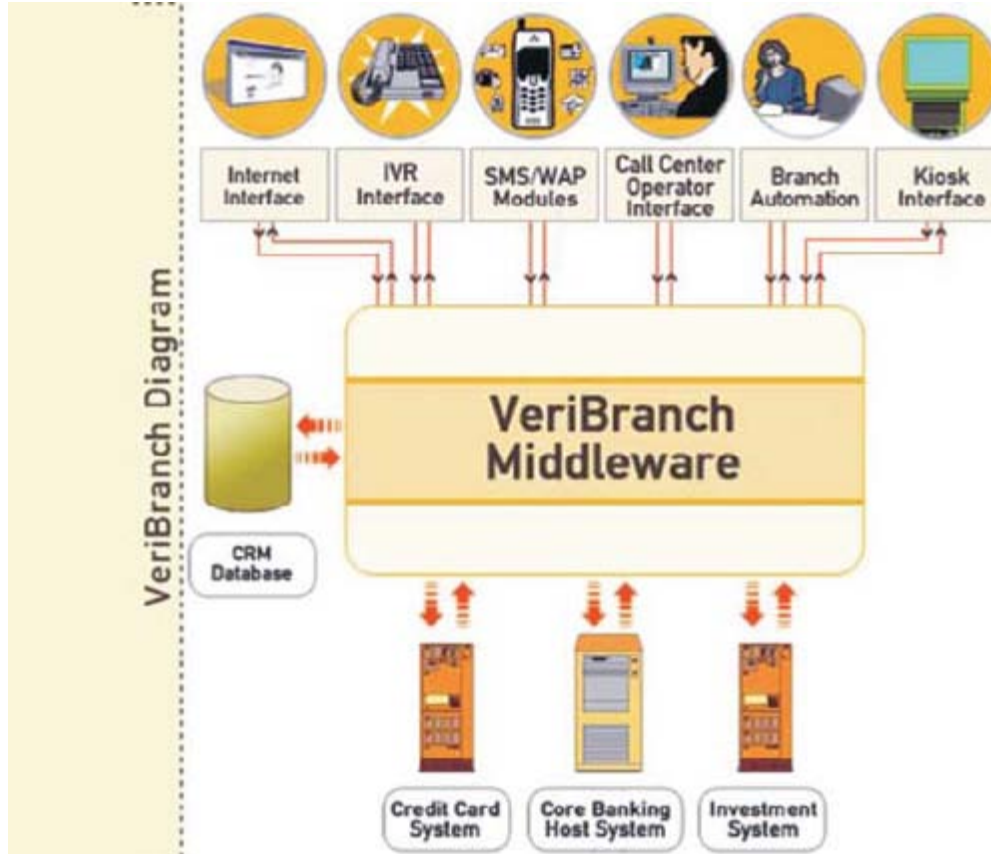 VeriBranch Diagram
Internet
Interface
IVR
Interface
SMS/WAP
Modules
Call Center
Operator
Interface
Branch
Automation
Kiosk
Interface
VeriBranch
Middleware
CRM
Database
Credit Card
System
Core Banking
Host System
Investment
System